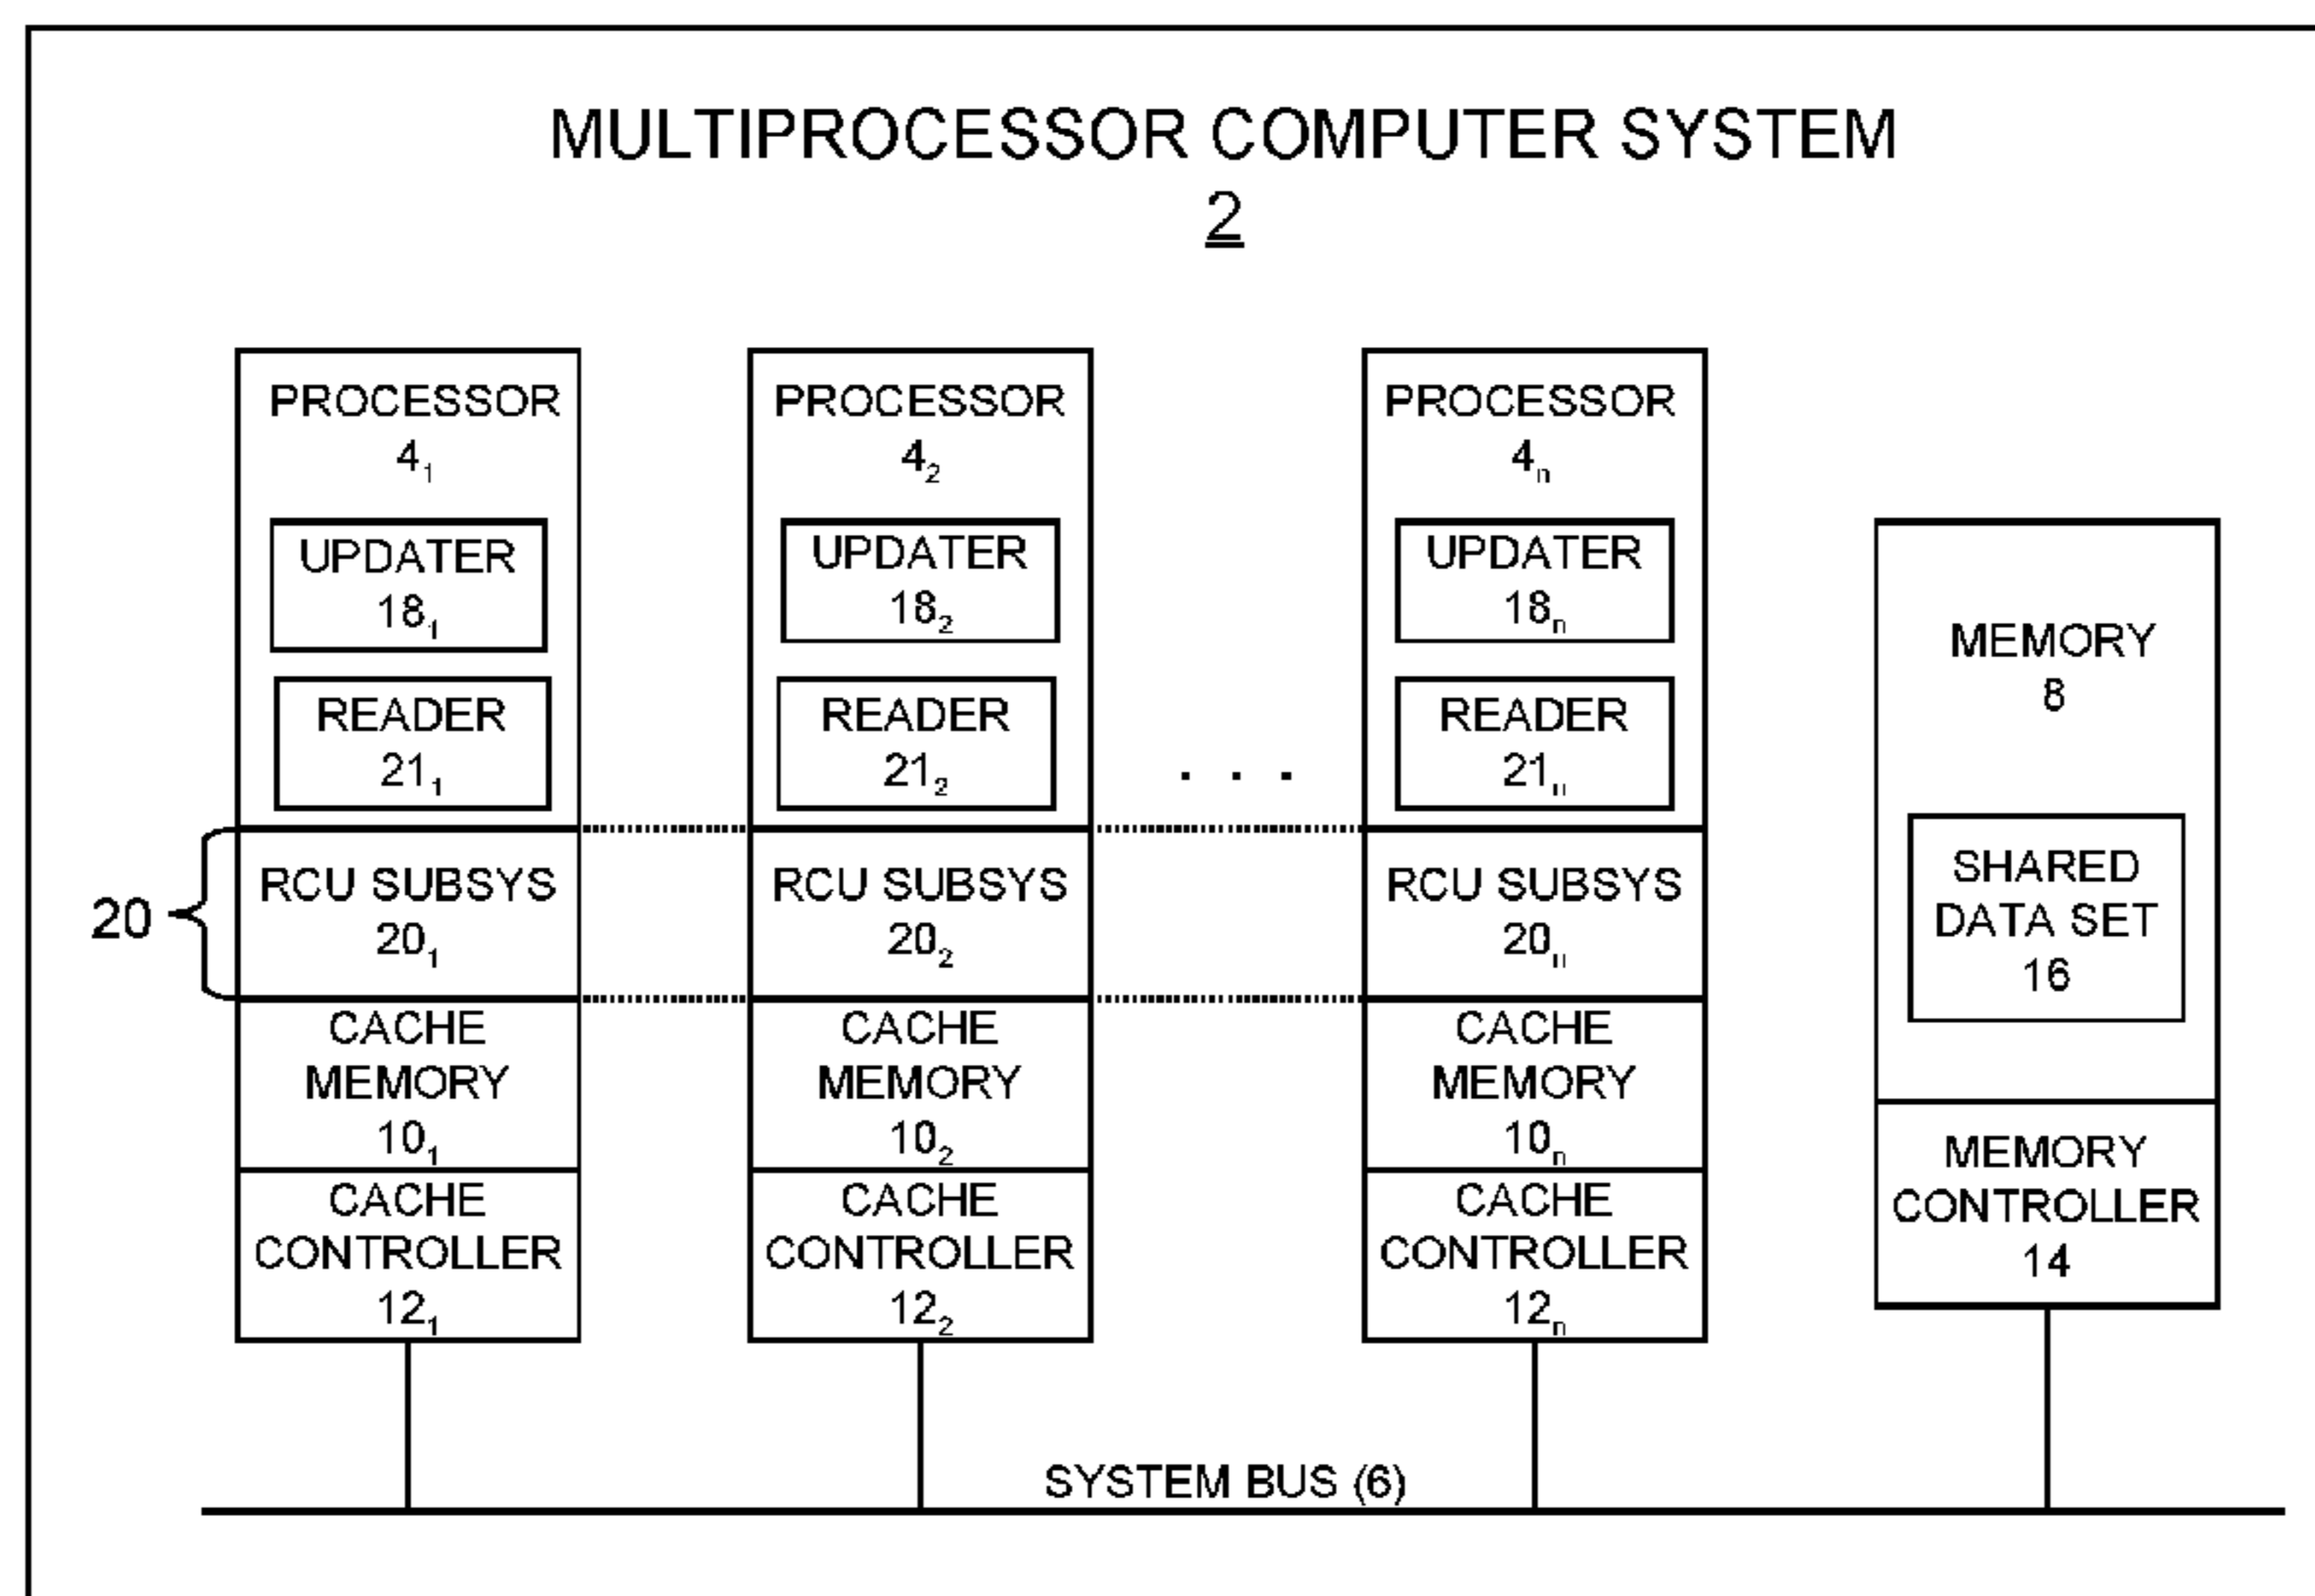 MULTIPROCESSOR COMPUTER SYSTEM
2
PROCESSOR
4₁
UPDATER
18₁
READER
21₁
RCU SUBSYS
20₁
CACHE
MEMORY
10₁
CACHE
CONTROLLER
12₁
PROCESSOR
4₂
UPDATER
18₂
READER
21₂
RCU SUBSYS
20₂
CACHE
MEMORY
10₂
CACHE
CONTROLLER
12₂
. . .
PROCESSOR
4ₙ
UPDATER
18ₙ
READER
21ₙ
RCU SUBSYS
20ₙ
CACHE
MEMORY
10ₙ
CACHE
CONTROLLER
12ₙ
MEMORY
8
SHARED
DATA SET
16
MEMORY
CONTROLLER
14
20
SYSTEM BUS (6)